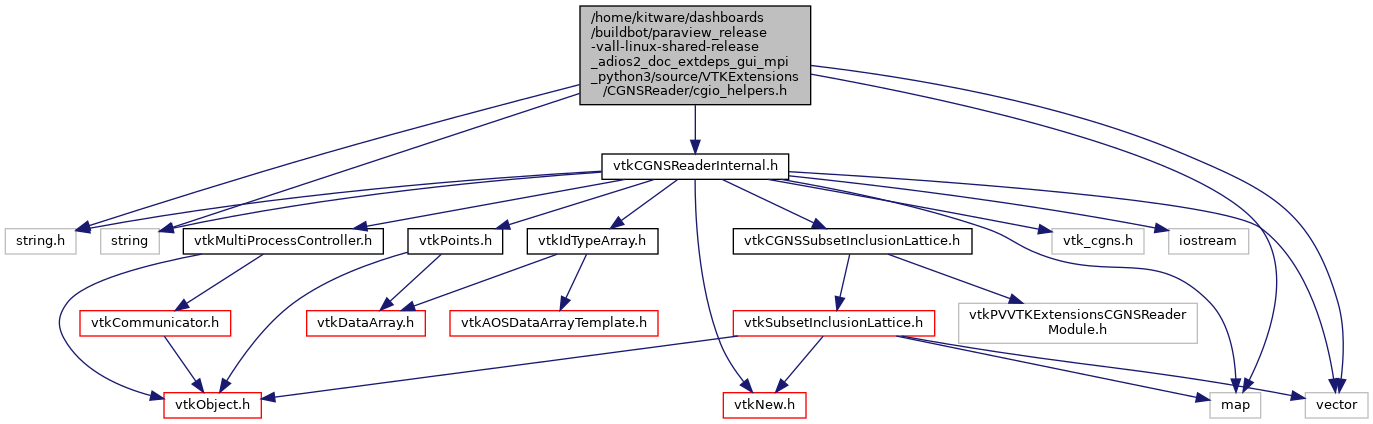 /home/kitware/dashboards
/buildbot/paraview_release
-vall-linux-shared-release
_adios2_doc_extdeps_gui_mpi
_python3/source/VTKExtensions
/CGNSReader/cgio_helpers.h
vtkCGNSReaderInternal.h
string.h
string
vtkMultiProcessController.h
vtkPoints.h
vtkIdTypeArray.h
vtkCGNSSubsetInclusionLattice.h
vtk_cgns.h
iostream
vtkCommunicator.h
vtkDataArray.h
vtkAOSDataArrayTemplate.h
vtkSubsetInclusionLattice.h
vtkPVVTKExtensionsCGNSReader
Module.h
vtkObject.h
vtkNew.h
map
vector